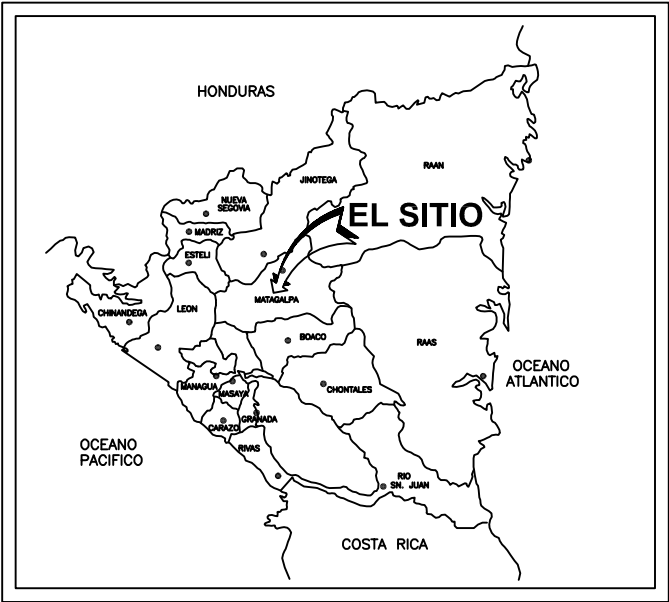 HONDURAS
RAAN
JINOTEGA
NUEVA
SEGOVIA
EL SITIO
MADRIZ
ESTELI
MATAGALPA
LEON
CHINANDEGA
BOACO
RAAS
OCEANO
ATLANTICO
MANAGUA
MASAYA
CHONTALES
GRANADA
CARAZO
OCEANO
PACIFICO
RIVAS
RIO
SN. JUAN
COSTA RICA